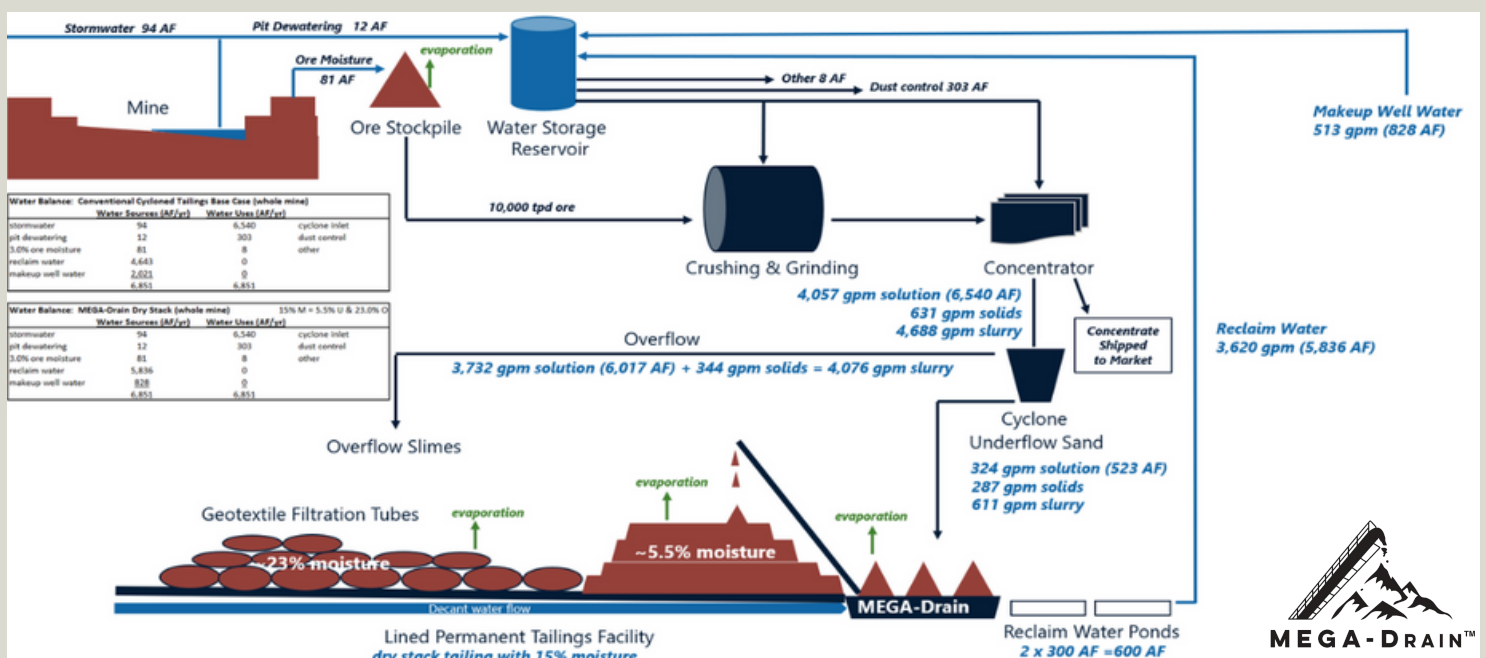 Stormwater 94 AF
Pit Dewatering 12 AF
evaporation
Ore Moisture
81 AF
Other 8 AF
Dust control 303 AF
Mine
Ore Stockpile
Water Storage
Reservoir
Makeup Well Water
513 gpm (828 AF)
Water Balance: Conventional Cycloned Tailings Base Case (whole mine)
Water Sources (AF/yr) Water Uses (AF/yr)
stormwater 94 6,540 cyclone inlet
pit dewatering 12 303 dust control
3.0% ore moisture 81 8 other
reclaim water 4,643 0
makeup well water 2,021 0
6,851 6,851
10,000 tpd ore
Crushing & Grinding
Concentrator
4,057 gpm solution (6,540 AF)
631 gpm solids
4,688 gpm slurry
Concentrate
Shipped
to Market
Reclaim Water
3,620 gpm (5,836 AF)
Water Balance: MEGA-Drain Dry Stack (whole mine) 15% M = 5.5% U & 23.0% O
Water Sources (AF/yr) Water Uses (AF/yr)
stormwater 94 6,540 cyclone inlet
pit dewatering 12 303 dust control
3.0% ore moisture 81 8 other
reclaim water 5,836 0
makeup well water 828 0
6,851 6,851
Overflow
3,732 gpm solution (6,017 AF) + 344 gpm solids = 4,076 gpm slurry
Overflow Slimes
Cyclone
Underflow Sand
324 gpm solution (523 AF)
287 gpm solids
611 gpm slurry
Geotextile Filtration Tubes
evaporation
evaporation
evaporation
~23% moisture
~5.5% moisture
MEGA-Drain
Decant water flow
Lined Permanent Tailings Facility
dry stack tailing with 15% moisture
Reclaim Water Ponds
2 x 300 AF =600 AF
MEGA-DRAIN™